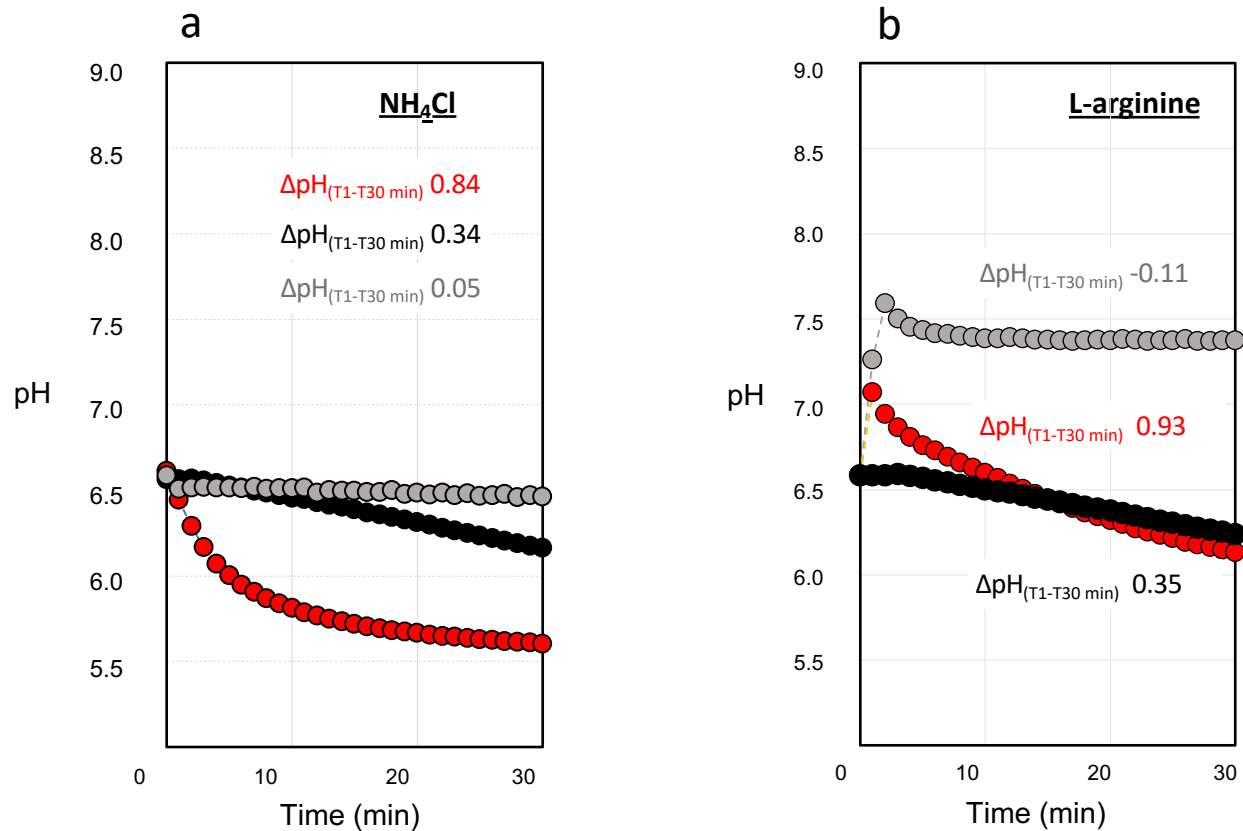 a
9.0
8.5
8.0
7.5
7.0
6.5
6.0
5.5
pH
NH4Cl
ΔpH(T1-T30 min) 0.84
ΔpH(T1-T30 min) 0.34
ΔpH(T1-T30 min) 0.05
0 10 20 30
Time (min)
b
9.0
8.5
8.0
7.5
7.0
6.5
6.0
5.5
pH
L-arginine
ΔpH(T1-T30 min) -0.11
ΔpH(T1-T30 min) 0.93
ΔpH(T1-T30 min) 0.35
0 10 20 30
Time (min)